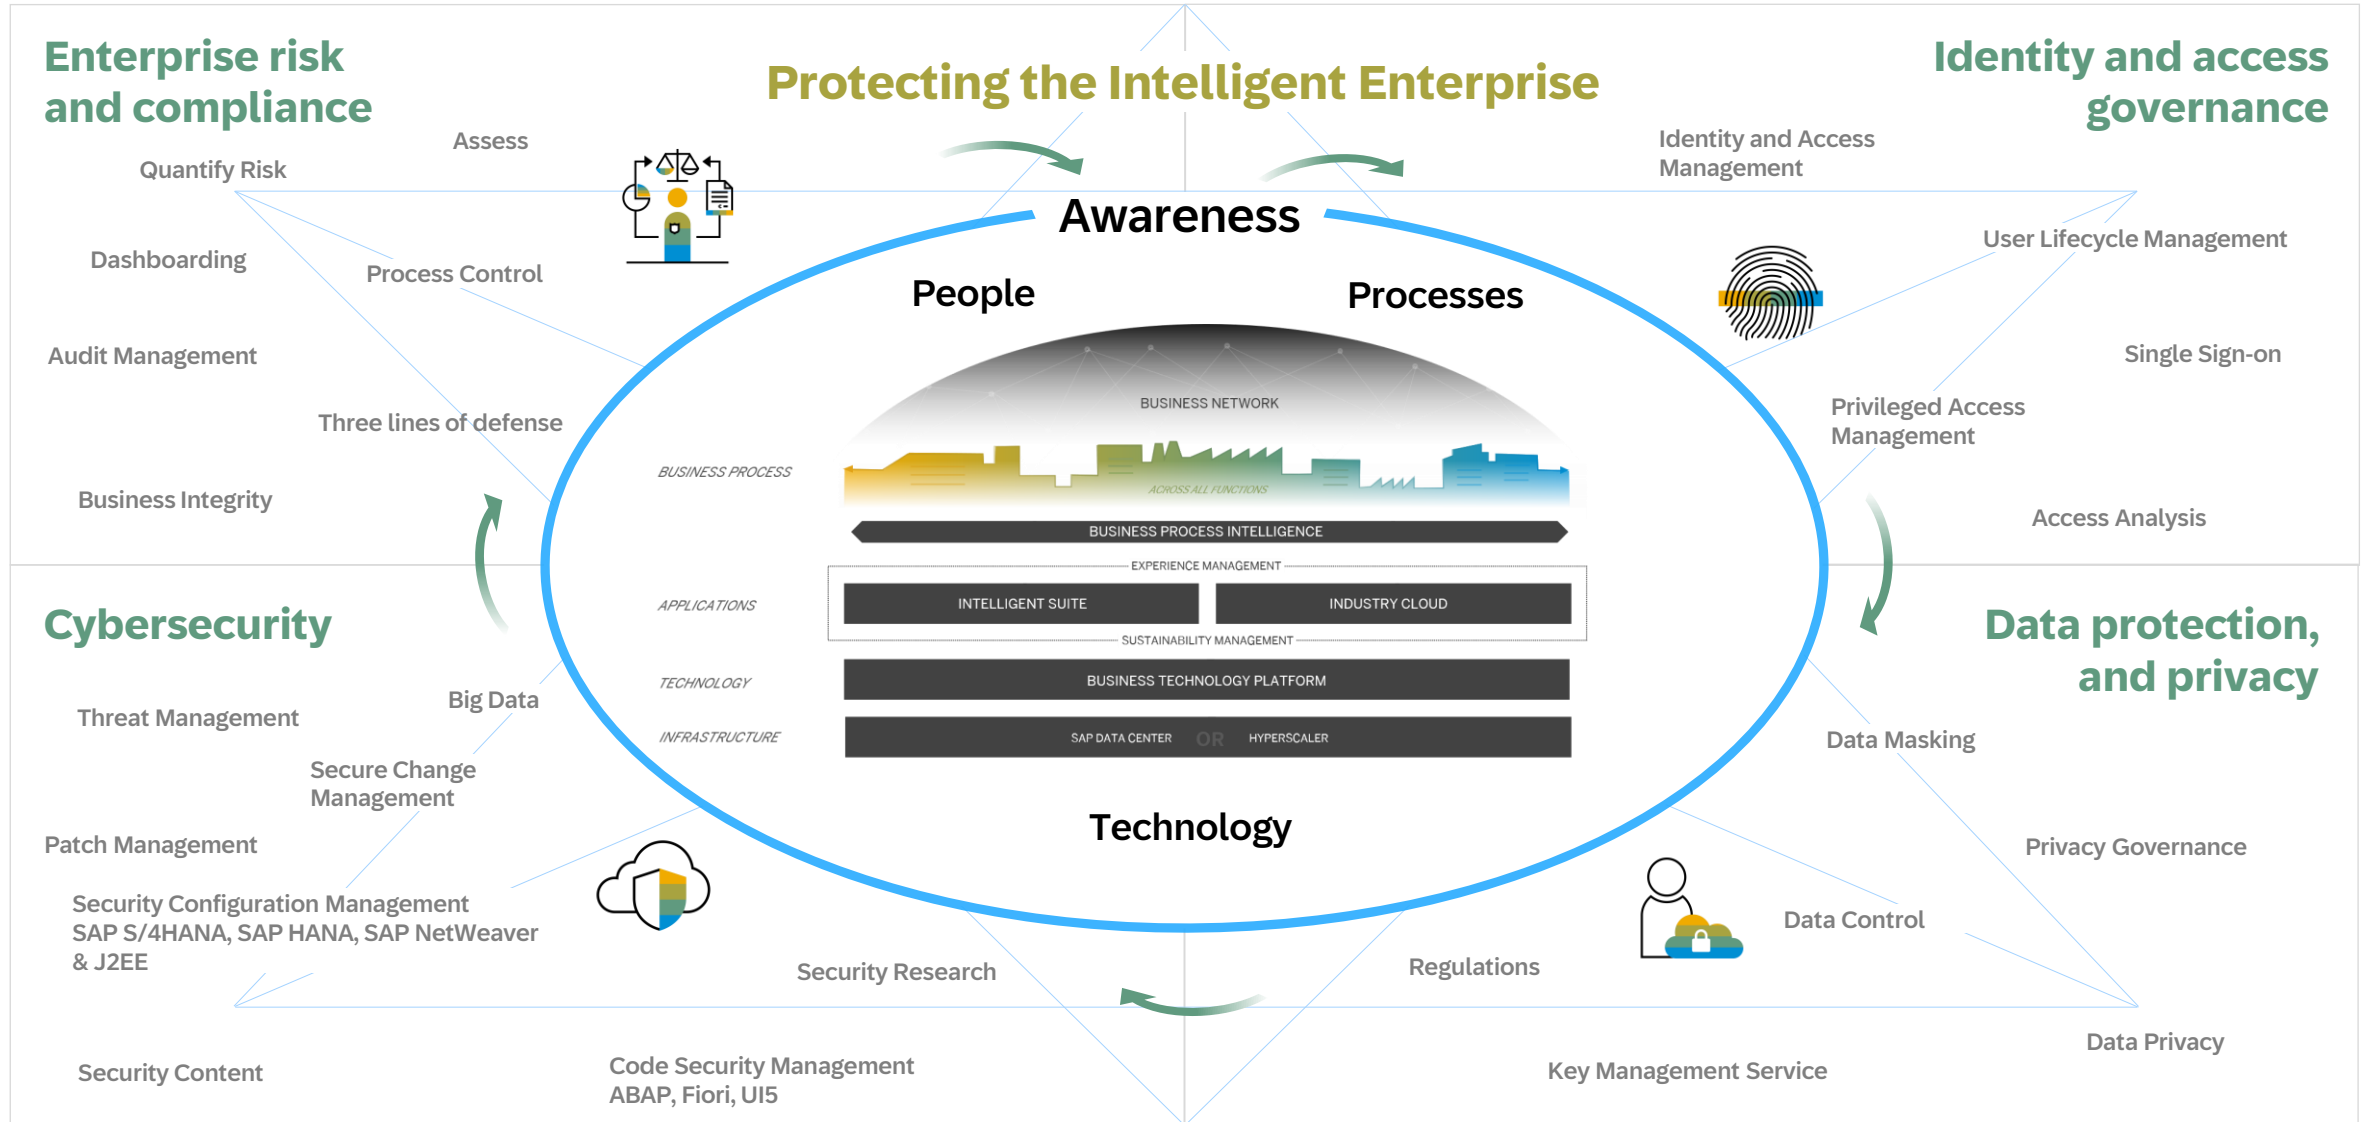 Protecting the Intelligent Enterprise
Enterprise risk
and compliance
Assess
Quantify Risk
Dashboarding
Process Control
Audit Management
Three lines of defense
Business Integrity
Identity and access
governance
Identity and Access
Management
User Lifecycle Management
Single Sign-on
Privileged Access
Management
Access Analysis
Awareness
People
Processes
BUSINESS NETWORK
BUSINESS PROCESS
ACROSS ALL FUNCTIONS
BUSINESS PROCESS INTELLIGENCE
EXPERIENCE MANAGEMENT
APPLICATIONS
INTELLIGENT SUITE
INDUSTRY CLOUD
SUSTAINABILITY MANAGEMENT
TECHNOLOGY
BUSINESS TECHNOLOGY PLATFORM
INFRASTRUCTURE
SAP DATA CENTER OR HYPERSCALER
Technology
Cybersecurity
Big Data
Threat Management
Secure Change
Management
Patch Management
Security Configuration Management
SAP S/4HANA, SAP HANA, SAP NetWeaver
& J2EE
Security Research
Security Content
Code Security Management
ABAP, Fiori, UI5
Data protection,
and privacy
Data Masking
Privacy Governance
Data Control
Regulations
Data Privacy
Key Management Service